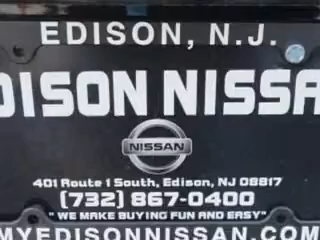 EDISON, N.J.
DISON NISSA
NISSAN
401 Route 1 South, Edison, NJ 08817
(732) 867-0400
"WE MAKE BUYING FUN AND EASY"
MYEDISONNISSAN.COM